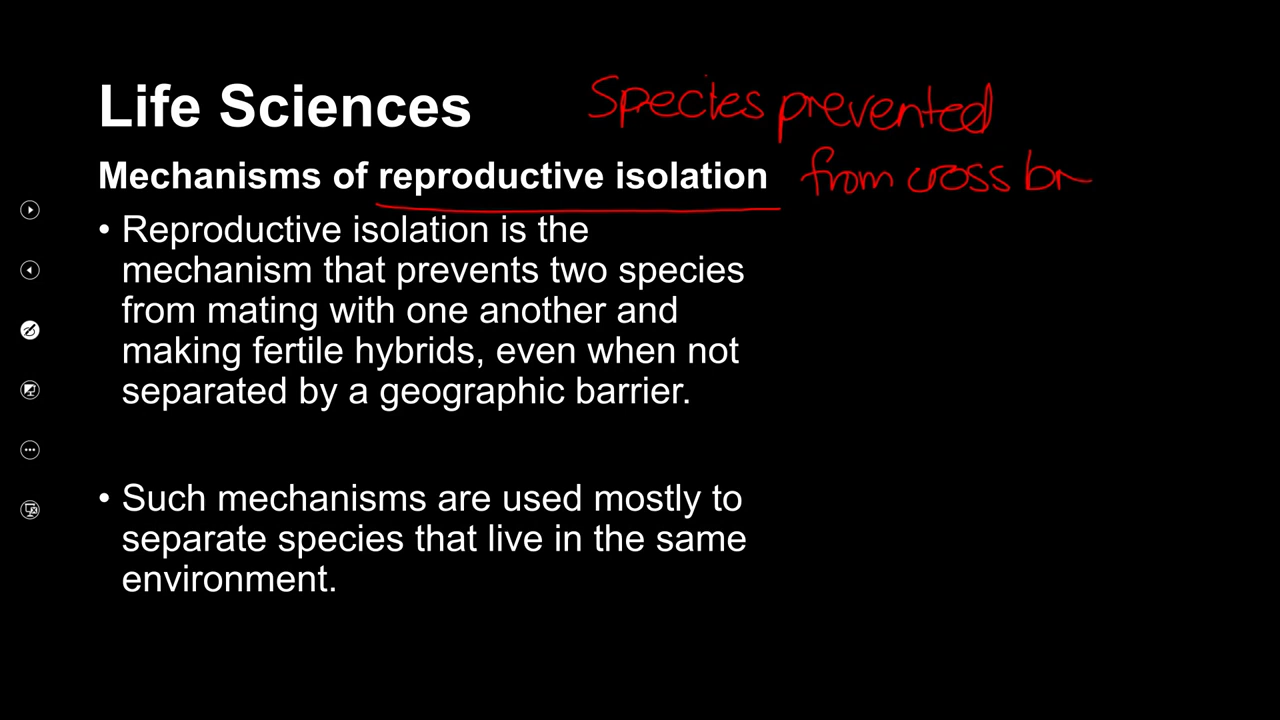 Life Sciences
Species prevented
Mechanisms of reproductive isolation
from cross br
• Reproductive isolation is the
mechanism that prevents two species
from mating with one another and
making fertile hybrids, even when not
separated by a geographic barrier.
• Such mechanisms are used mostly to
separate species that live in the same
environment.